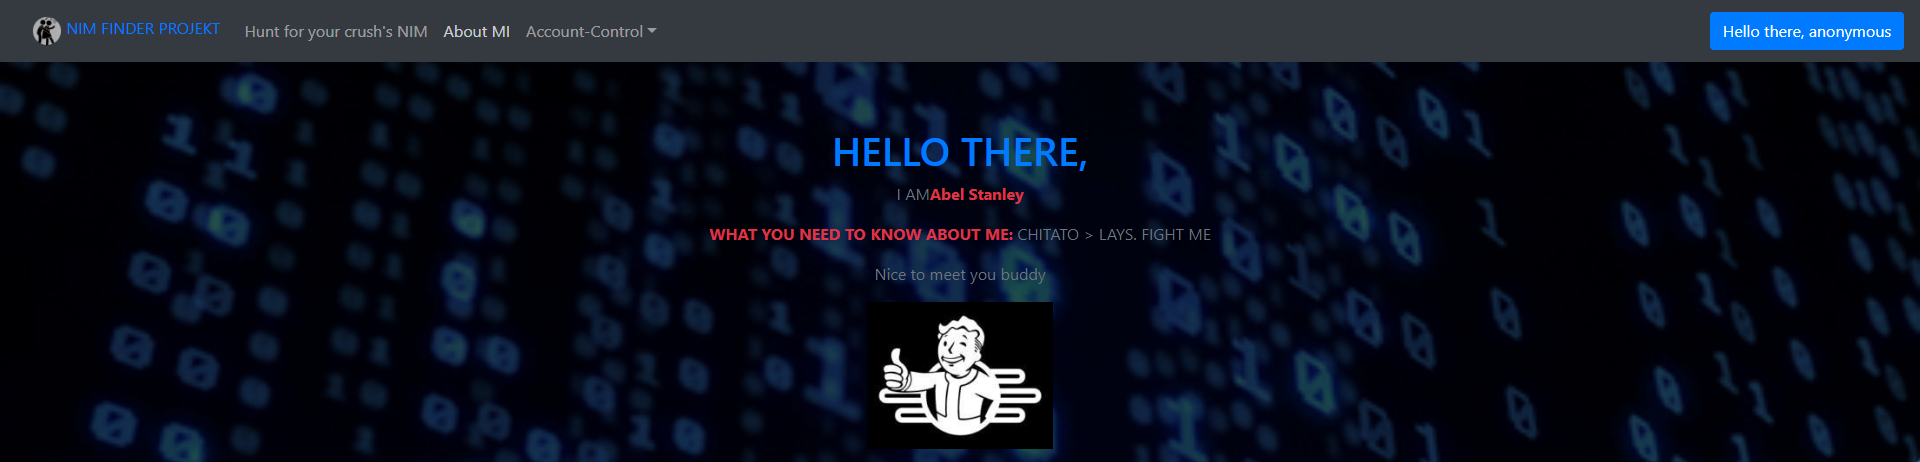 NIM FINDER PROJEKT
Hunt for your crush's NIM
About MI
Account-Control
Hello there, anonymous
HELLO THERE,
I AMAbel Stanley
WHAT YOU NEED TO KNOW ABOUT ME: CHITATO > LAYS. FIGHT ME
Nice to meet you buddy